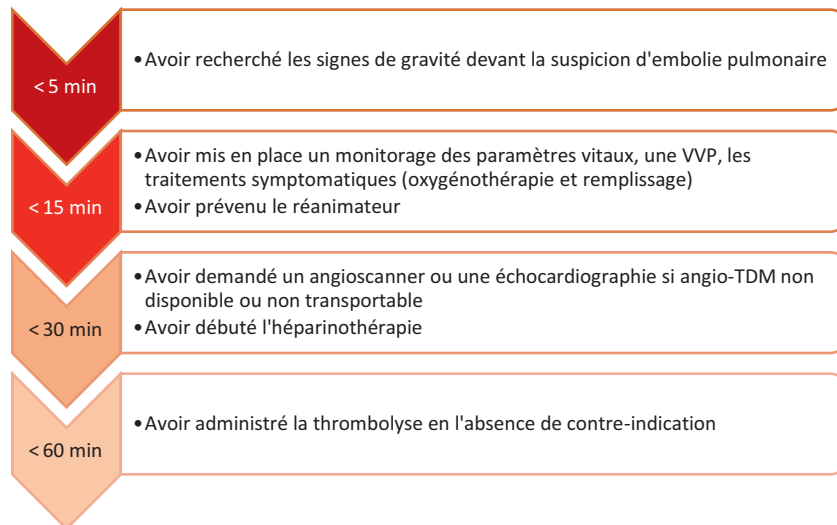 < 5 min
•Avoir recherché les signes de gravité devant la suspicion d'embolie pulmonaire
< 15 min
•Avoir mis en place un monitorage des paramètres vitaux, une VVP, les
traitements symptomatiques (oxygénothérapie et remplissage)
•Avoir prévenu le réanimateur
< 30 min
•Avoir demandé un angioscanner ou une échocardiographie si angio-TDM non
disponible ou non transportable
•Avoir débuté l'héparinothérapie
< 60 min
•Avoir administré la thrombolyse en l'absence de contre-indication